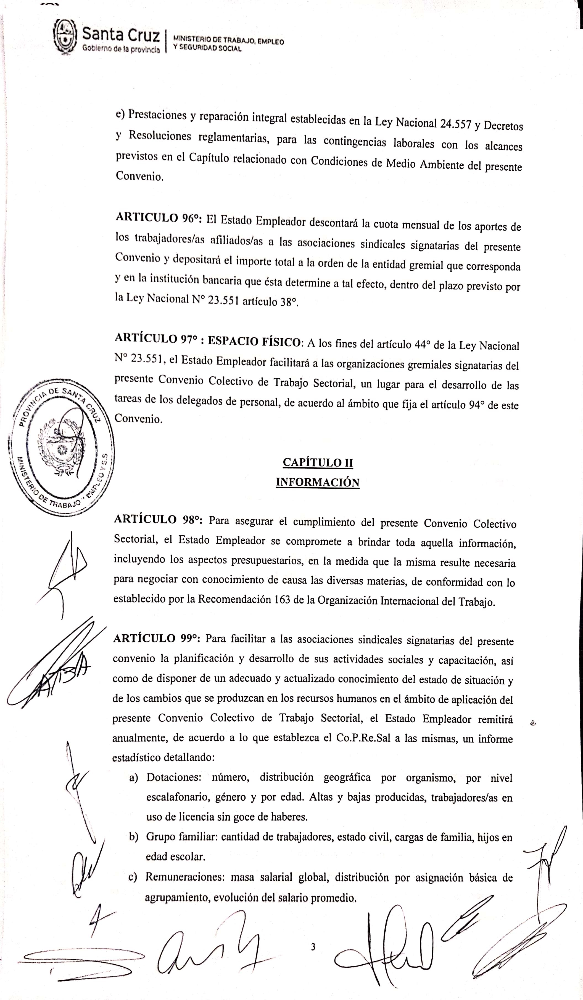 Santa Cruz
Gobierno de la provincia
MINISTERIO DE TRABAJO, EMPLEO
Y SEGURIDAD SOCIAL
e) Prestaciones y reparación integral establecidas en la Ley Nacional 24.557 y Decretos
y Resoluciones reglamentarias, para las contingencias laborales con los alcances
previstos en el Capítulo relacionado con Condiciones de Medio Ambiente del presente
Convenio.
ARTICULO 96°: El Estado Empleador descontará la cuota mensual de los aportes de
los trabajadores/as afiliados/as a las asociaciones sindicales signatarias del presente
Convenio y depositará el importe total a la orden de la entidad gremial que corresponda
y en la institución bancaria que ésta determine a tal efecto, dentro del plazo previsto por
la Ley Nacional N° 23.551 artículo 38°.
ARTÍCULO 97° : ESPACIO FÍSICO: A los fines del artículo 44° de la Ley Nacional
N° 23.551, el Estado Empleador facilitará a las organizaciones gremiales signatarias del
presente Convenio Colectivo de Trabajo Sectorial, un lugar para el desarrollo de las
tareas de los delegados de personal, de acuerdo al ámbito que fija el artículo 94° de este
Convenio.
PROVINCIA DE SANTA CRUZ
MINISTERIO DE TRABAJO EMPLEO Y S.S
CAPÍTULO II
INFORMACIÓN
ARTÍCULO 98°: Para asegurar el cumplimiento del presente Convenio Colectivo
Sectorial, el Estado Empleador se compromete a brindar toda aquella información,
incluyendo los aspectos presupuestarios, en la medida que la misma resulte necesaria
para negociar con conocimiento de causa las diversas materias, de conformidad con lo
establecido por la Recomendación 163 de la Organización Internacional del Trabajo.
ARTÍCULO 99°: Para facilitar a las asociaciones sindicales signatarias del presente
convenio la planificación y desarrollo de sus actividades sociales y capacitación, así
como de disponer de un adecuado y actualizado conocimiento del estado de situación y
de los cambios que se produzcan en los recursos humanos en el ámbito de aplicación del
presente Convenio Colectivo de Trabajo Sectorial, el Estado Empleador remitirá
anualmente, de acuerdo a lo que establezca el Co.P.Re.Sal a las mismas, un informe
estadístico detallando:
a) Dotaciones: número, distribución geográfica por organismo, por nivel
escalafonario, género y por edad. Altas y bajas producidas, trabajadores/as en
uso de licencia sin goce de haberes.
b) Grupo familiar: cantidad de trabajadores, estado civil, cargas de familia, hijos en
edad escolar.
c) Remuneraciones: masa salarial global, distribución por asignación básica de
agrupamiento, evolución del salario promedio.
3